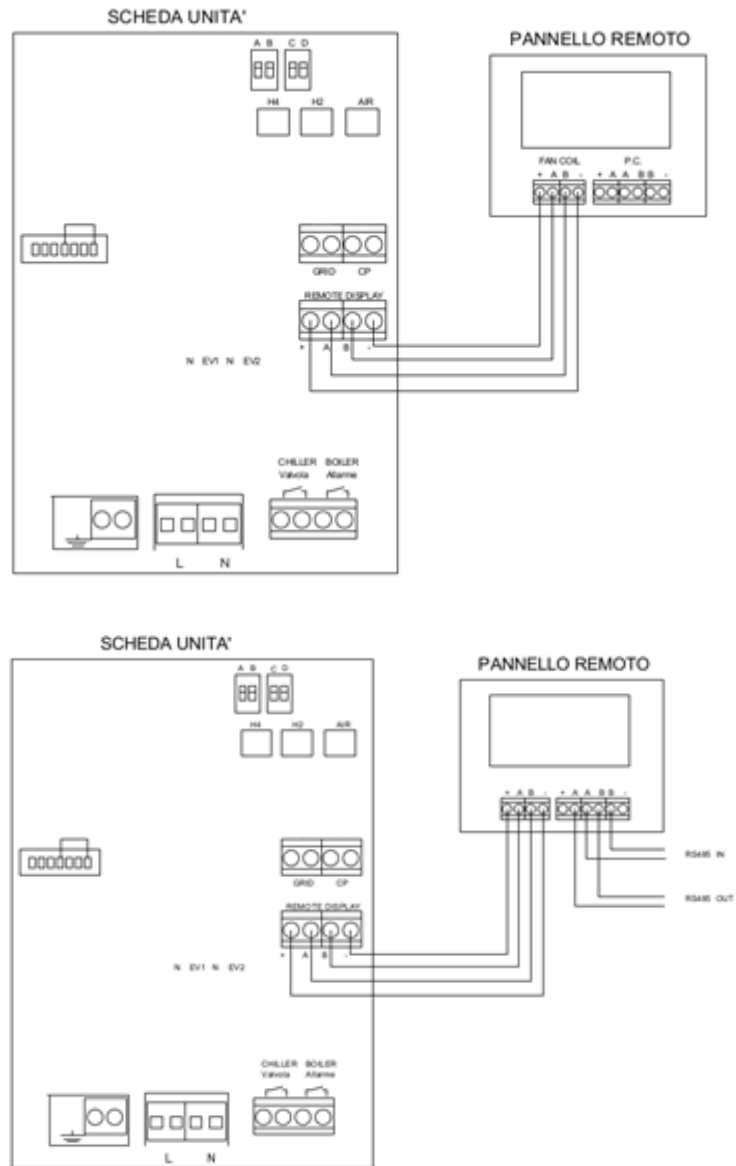 SCHEDA UNITA'
PANNELLO REMOTO
A B C D
H4 H2 AIR
FAN COIL P.C.
+ A B - + A A B B -
GRID CP
REMOTE DISPLAY
+ A B -
N EV1 N EV2
CHILLER BOILER
Valvola Allarme
L N
SCHEDA UNITA'
PANNELLO REMOTO
A B C D
H4 H2 AIR
+ A B - + A A B B -
RS485 IN
GRID CP
RS485 OUT
REMOTE DISPLAY
+ A B -
N EV1 N EV2
CHILLER BOILER
Valvola Allarme
L N